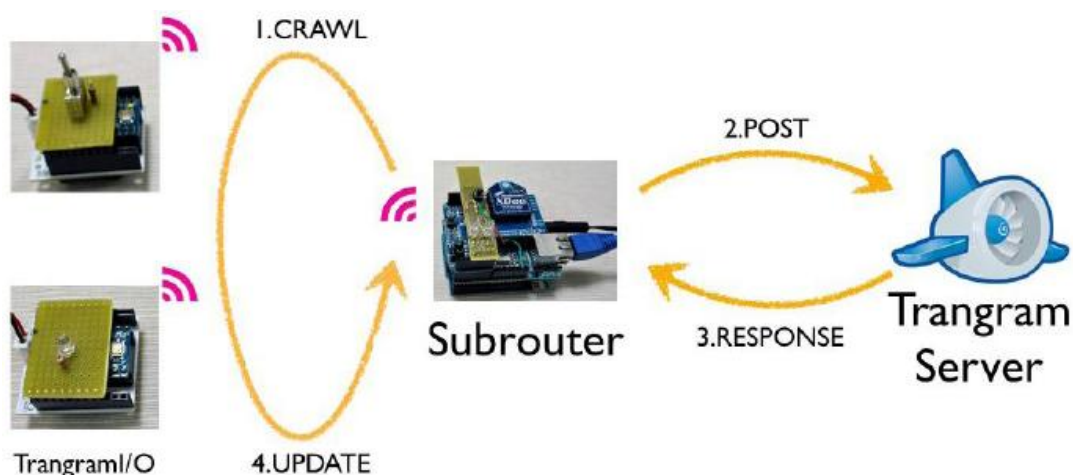 1.CRAWL
2.POST
Subrouter
3.RESPONSE
Trangram
Server
TrangramI/O
4.UPDATE